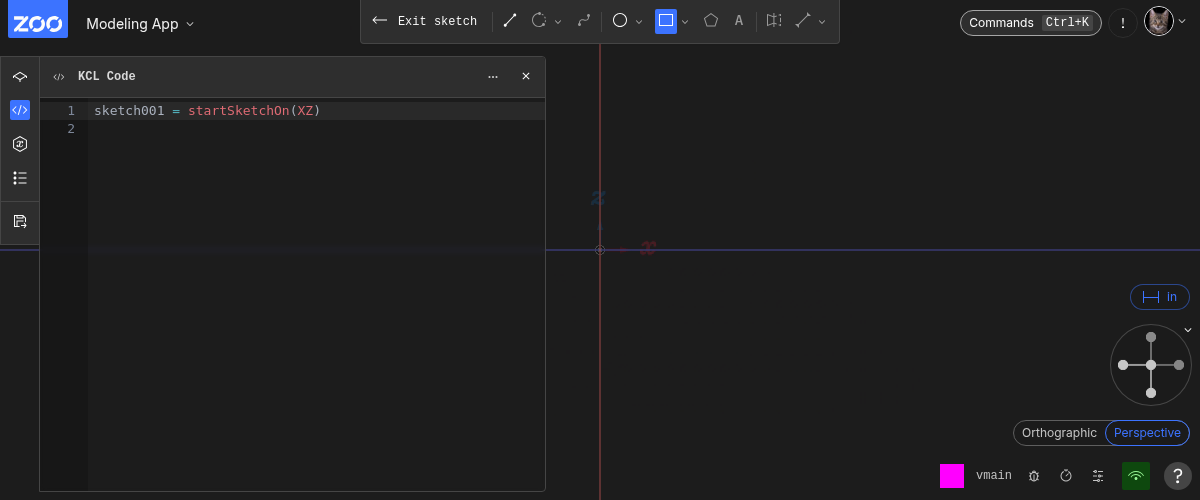 ZOO
Modeling App
Exit sketch
A
Commands Ctrl+K
!
</> KCL Code
1 sketch001 = startSketchOn(XZ)
2
z
x
in
Orthographic Perspective
vmain
?